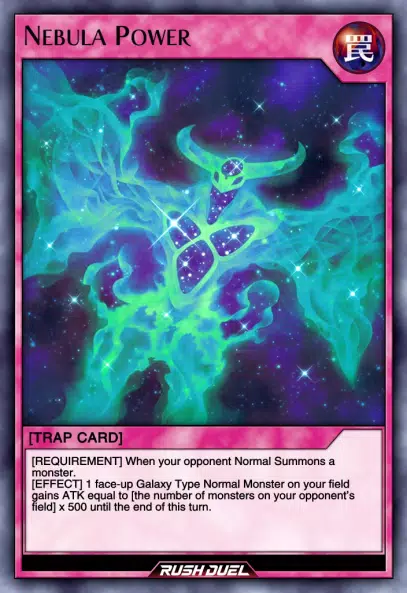 Nebula Power
罠
[TRAP CARD]
[REQUIREMENT] When your opponent Normal Summons a
monster.
[EFFECT] 1 face-up Galaxy Type Normal Monster on your field
gains ATK equal to [the number of monsters on your opponent's
field] x 500 until the end of this turn.
RUSH DUEL